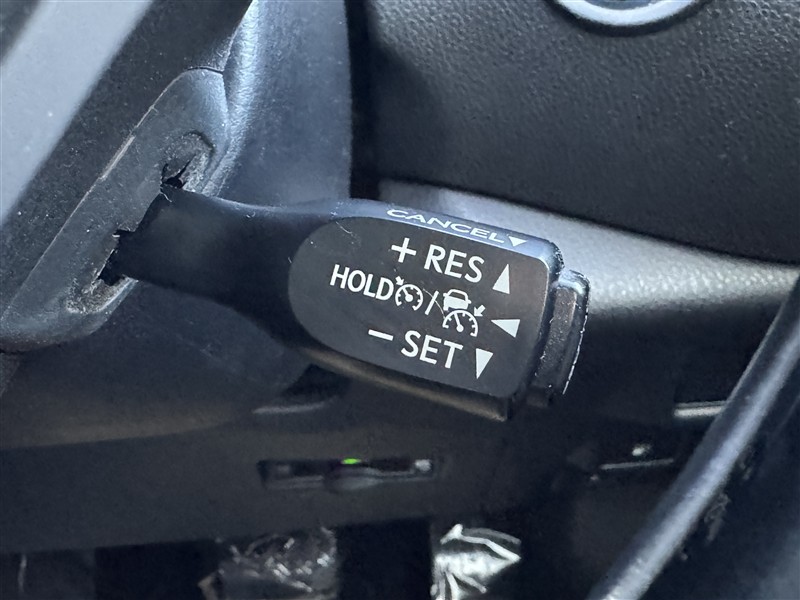 CANCEL▼
+ RES ▲
HOLD / ◀
− SET ▼